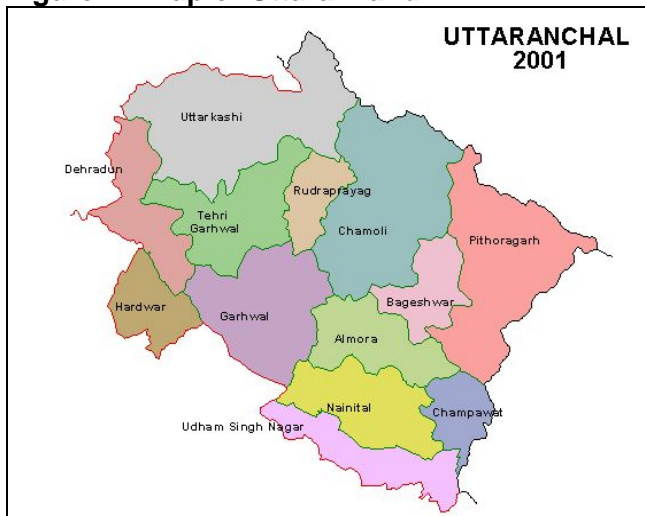 UTTARANCHAL
2001
Uttarkashi
Dehradun
Rudraprayag
Tehri
Garhwal
Chamoli
Pithoragarh
Hardwar
Garhwal
Bageshwar
Almora
Nainital
Champawat
Udham Singh Nagar